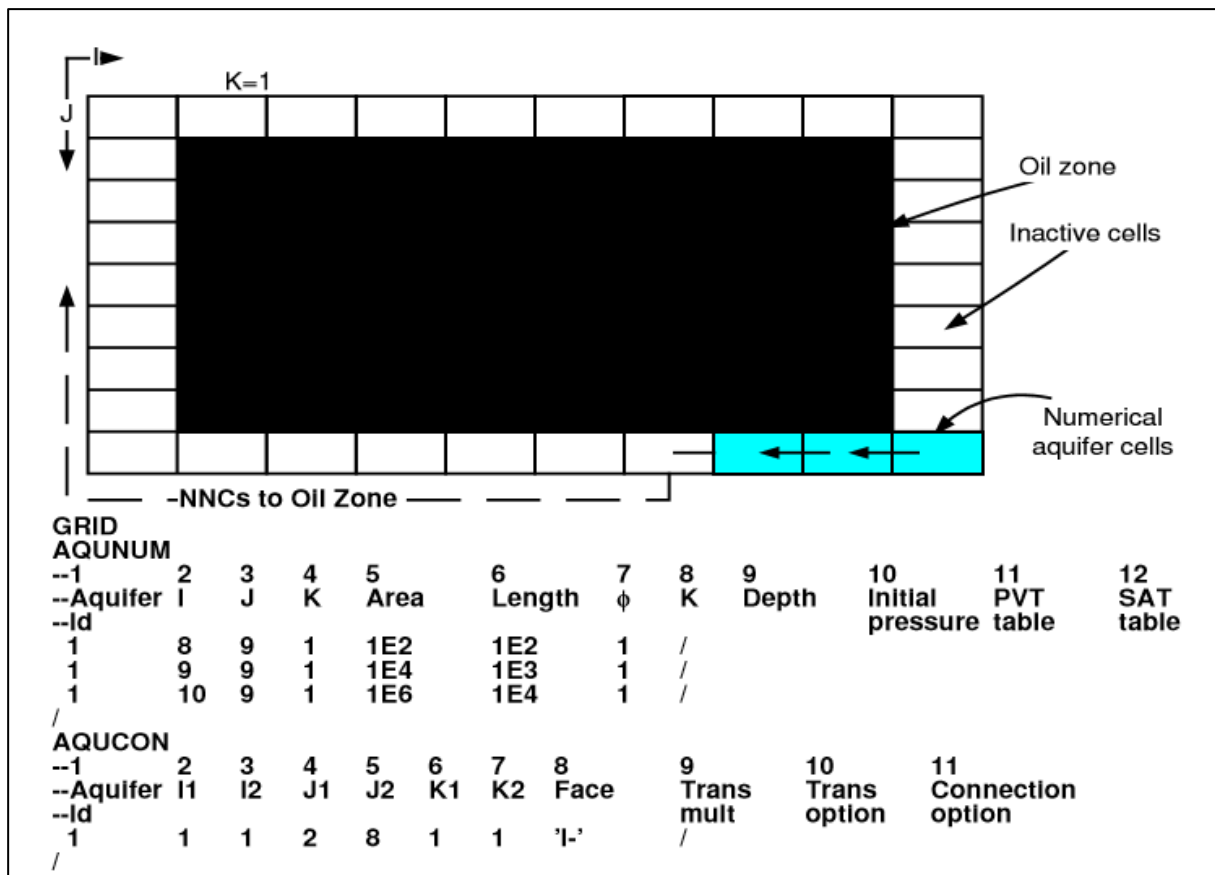 I
K=1
J
Oil zone
Inactive cells
Numerical
aquifer cells
-NNCs to Oil Zone
GRID
AQUNUM
--1 2 3 4 5 6 7 8 9 10 11 12
--Aquifer I J K Area Length ϕ K Depth Initial PVT SAT
--Id pressure table table
1 8 9 1 1E2 1E2 1 /
1 9 9 1 1E4 1E3 1 /
1 10 9 1 1E6 1E4 1 /
/
AQUCON
--1 2 3 4 5 6 7 8 9 10 11
--Aquifer I1 I2 J1 J2 K1 K2 Face Trans Trans Connection
--Id mult option option
1 1 1 2 8 1 1 'I-' /
/